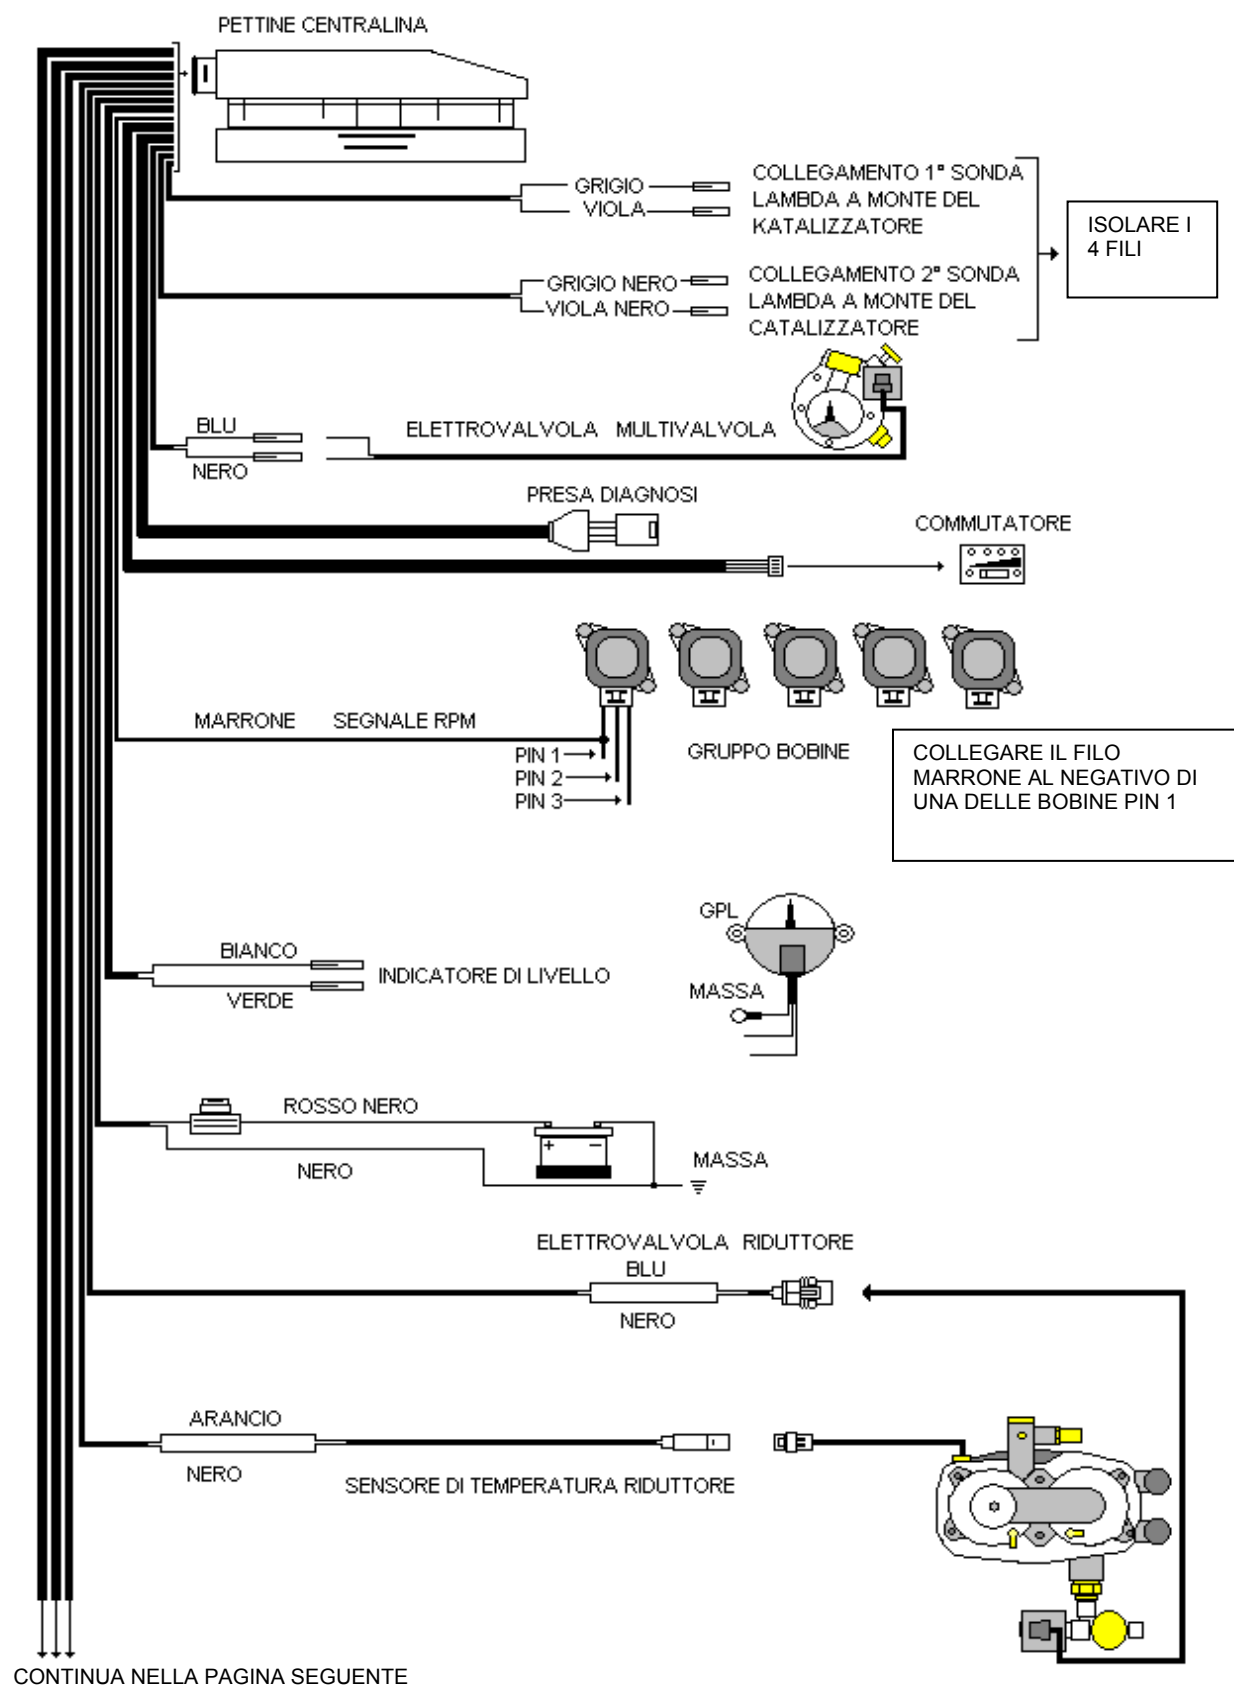 PETTINE CENTRALINA
GRIGIO
VIOLA
COLLEGAMENTO 1° SONDA
LAMBDA A MONTE DEL
KATALIZZATORE
ISOLARE I
4 FILI
GRIGIO NERO
VIOLA NERO
COLLEGAMENTO 2° SONDA
LAMBDA A MONTE DEL
CATALIZZATORE
BLU
NERO
ELETTROVALVOLA MULTIVALVOLA
PRESA DIAGNOSI
COMMUTATORE
MARRONE SEGNALE RPM
PIN 1
PIN 2
PIN 3
GRUPPO BOBINE
COLLEGARE IL FILO
MARRONE AL NEGATIVO DI
UNA DELLE BOBINE PIN 1
GPL
MASSA
BIANCO
VERDE
INDICATORE DI LIVELLO
ROSSO NERO
NERO
+ –
MASSA
ELETTROVALVOLA RIDUTTORE
BLU
NERO
ARANCIO
NERO
SENSORE DI TEMPERATURA RIDUTTORE
CONTINUA NELLA PAGINA SEGUENTE